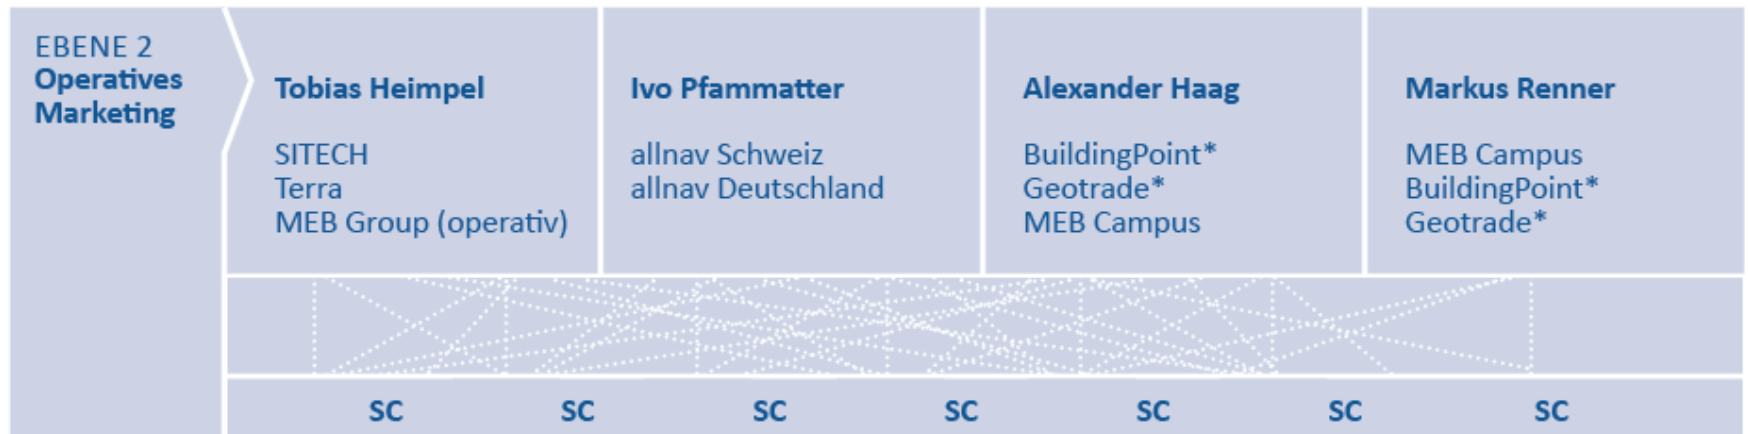 EBENE 2
Operatives
Marketing
Tobias Heimpel
SITECH
Terra
MEB Group (operativ)
Ivo Pfammatter
allnav Schweiz
allnav Deutschland
Alexander Haag
BuildingPoint*
Geotrade*
MEB Campus
Markus Renner
MEB Campus
BuildingPoint*
Geotrade*
SC SC SC SC SC SC SC